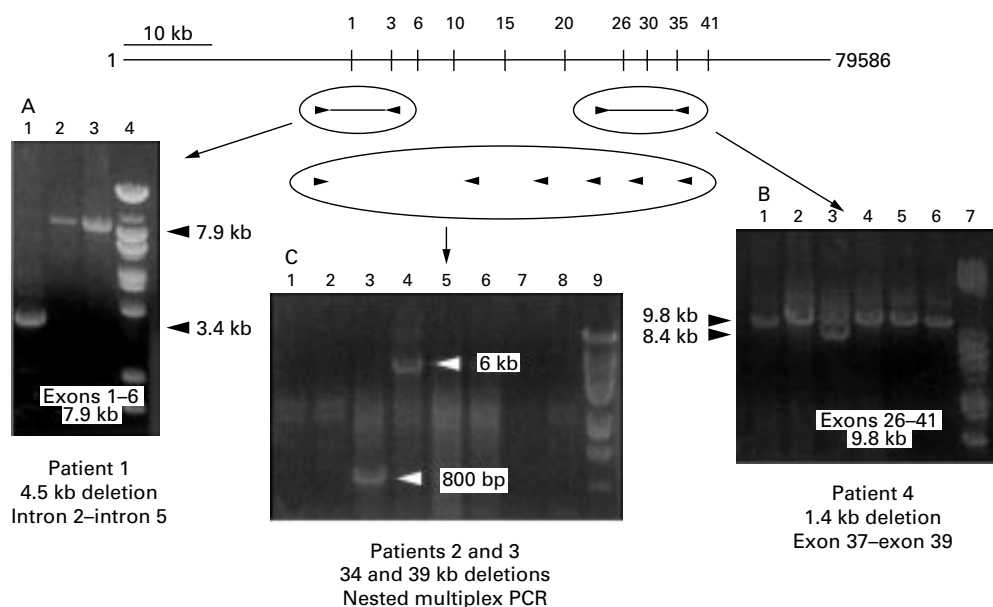 1 3 6 10 15 20 26 30 35 41
10 kb
1 79586
A
1 2 3 4
7.9 kb
3.4 kb
Exons 1–6
7.9 kb
Patient 1
4.5 kb deletion
Intron 2–intron 5
C
1 2 3 4 5 6 7 8 9
6 kb
800 bp
Patients 2 and 3
34 and 39 kb deletions
Nested multiplex PCR
B
1 2 3 4 5 6 7
9.8 kb
8.4 kb
Exons 26–41
9.8 kb
Patient 4
1.4 kb deletion
Exon 37–exon 39